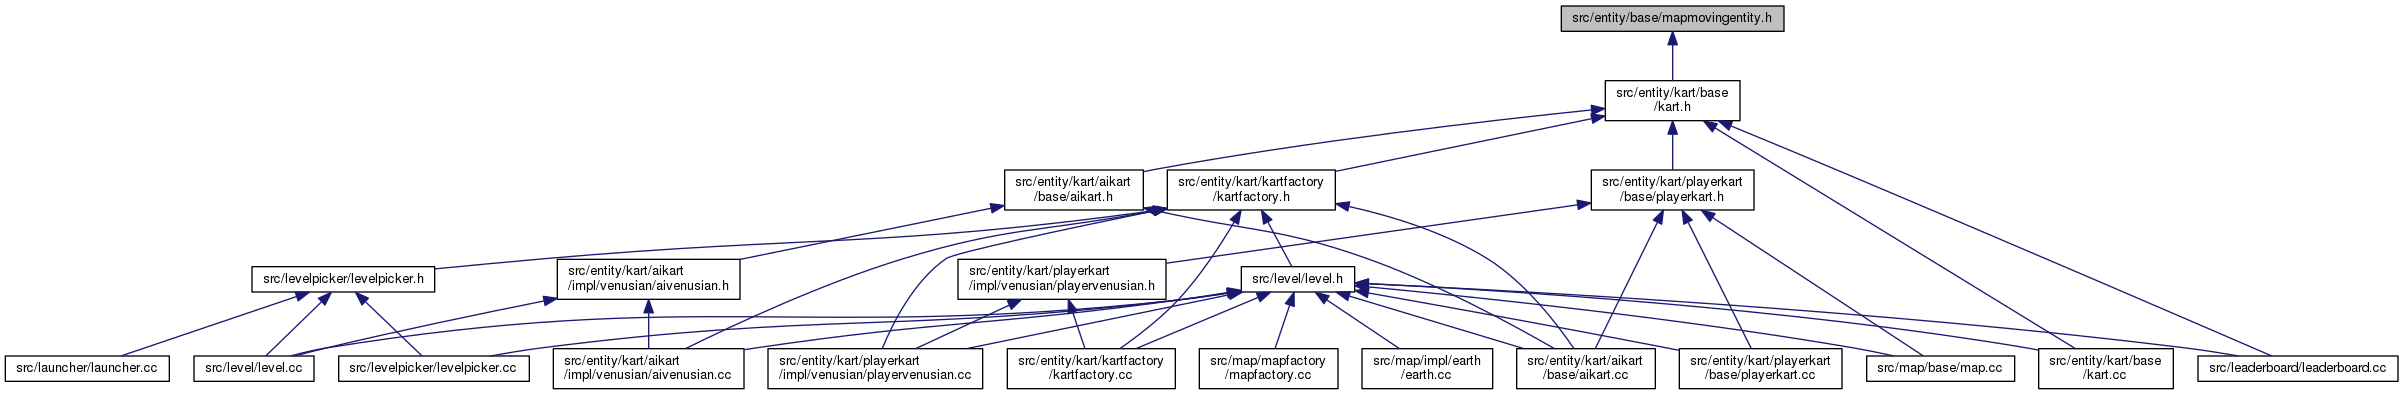 src/entity/base/mapmovingentity.h
src/entity/kart/base
/kart.h
src/entity/kart/aikart
/base/aikart.h
src/entity/kart/kartfactory
/kartfactory.h
src/entity/kart/playerkart
/base/playerkart.h
src/levelpicker/levelpicker.h
src/entity/kart/aikart
/impl/venusian/aivenusian.h
src/entity/kart/playerkart
/impl/venusian/playervenusian.h
src/level/level.h
src/launcher/launcher.cc
src/level/level.cc
src/levelpicker/levelpicker.cc
src/entity/kart/aikart
/impl/venusian/aivenusian.cc
src/entity/kart/playerkart
/impl/venusian/playervenusian.cc
src/entity/kart/kartfactory
/kartfactory.cc
src/map/mapfactory
/mapfactory.cc
src/map/impl/earth
/earth.cc
src/entity/kart/aikart
/base/aikart.cc
src/entity/kart/playerkart
/base/playerkart.cc
src/map/base/map.cc
src/entity/kart/base
/kart.cc
src/leaderboard/leaderboard.cc